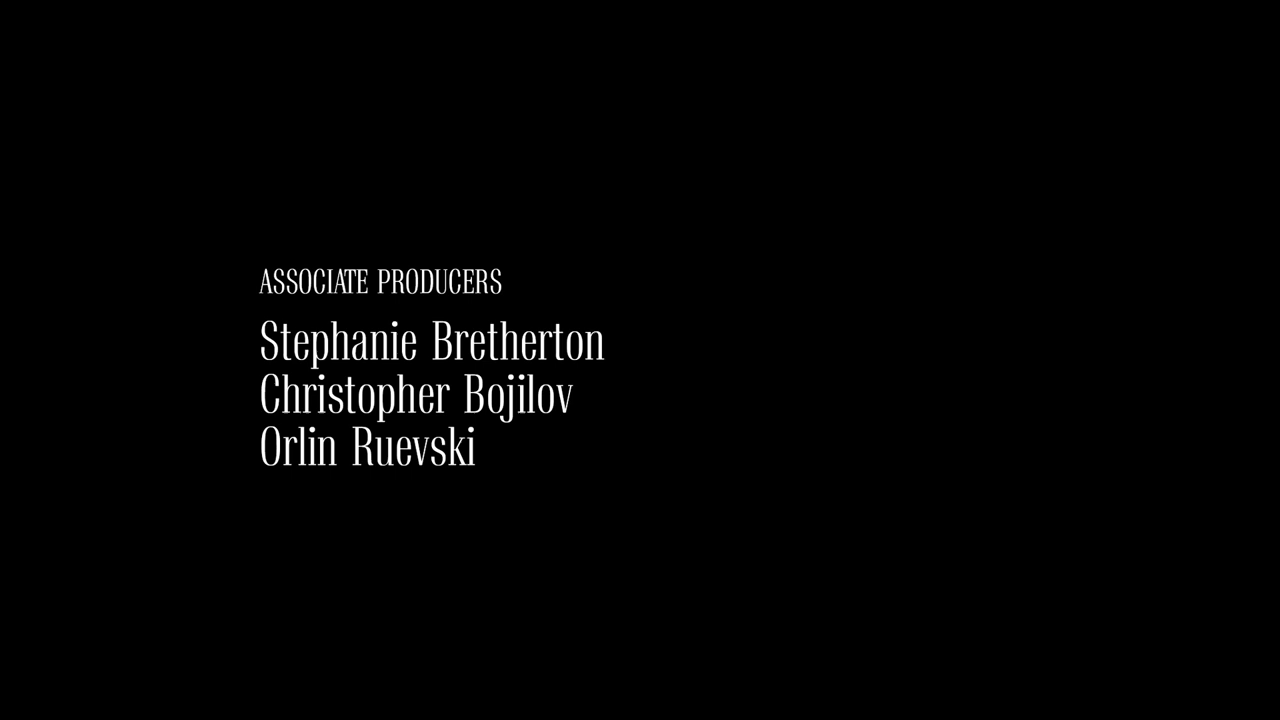 ASSOCIATE PRODUCERS
Stephanie Bretherton
Christopher Bojilov
Orlin Ruevski